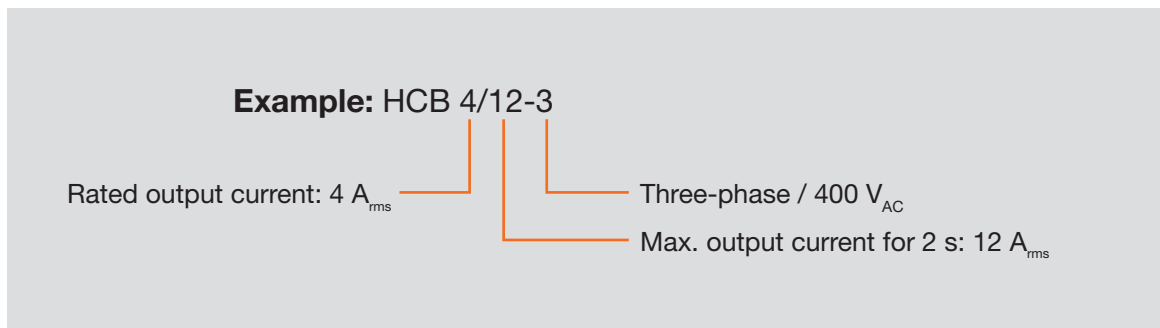 Example: HCB 4/12-3
Rated output current: 4 Arms
Three-phase / 400 VAC
Max. output current for 2 s: 12 Arms